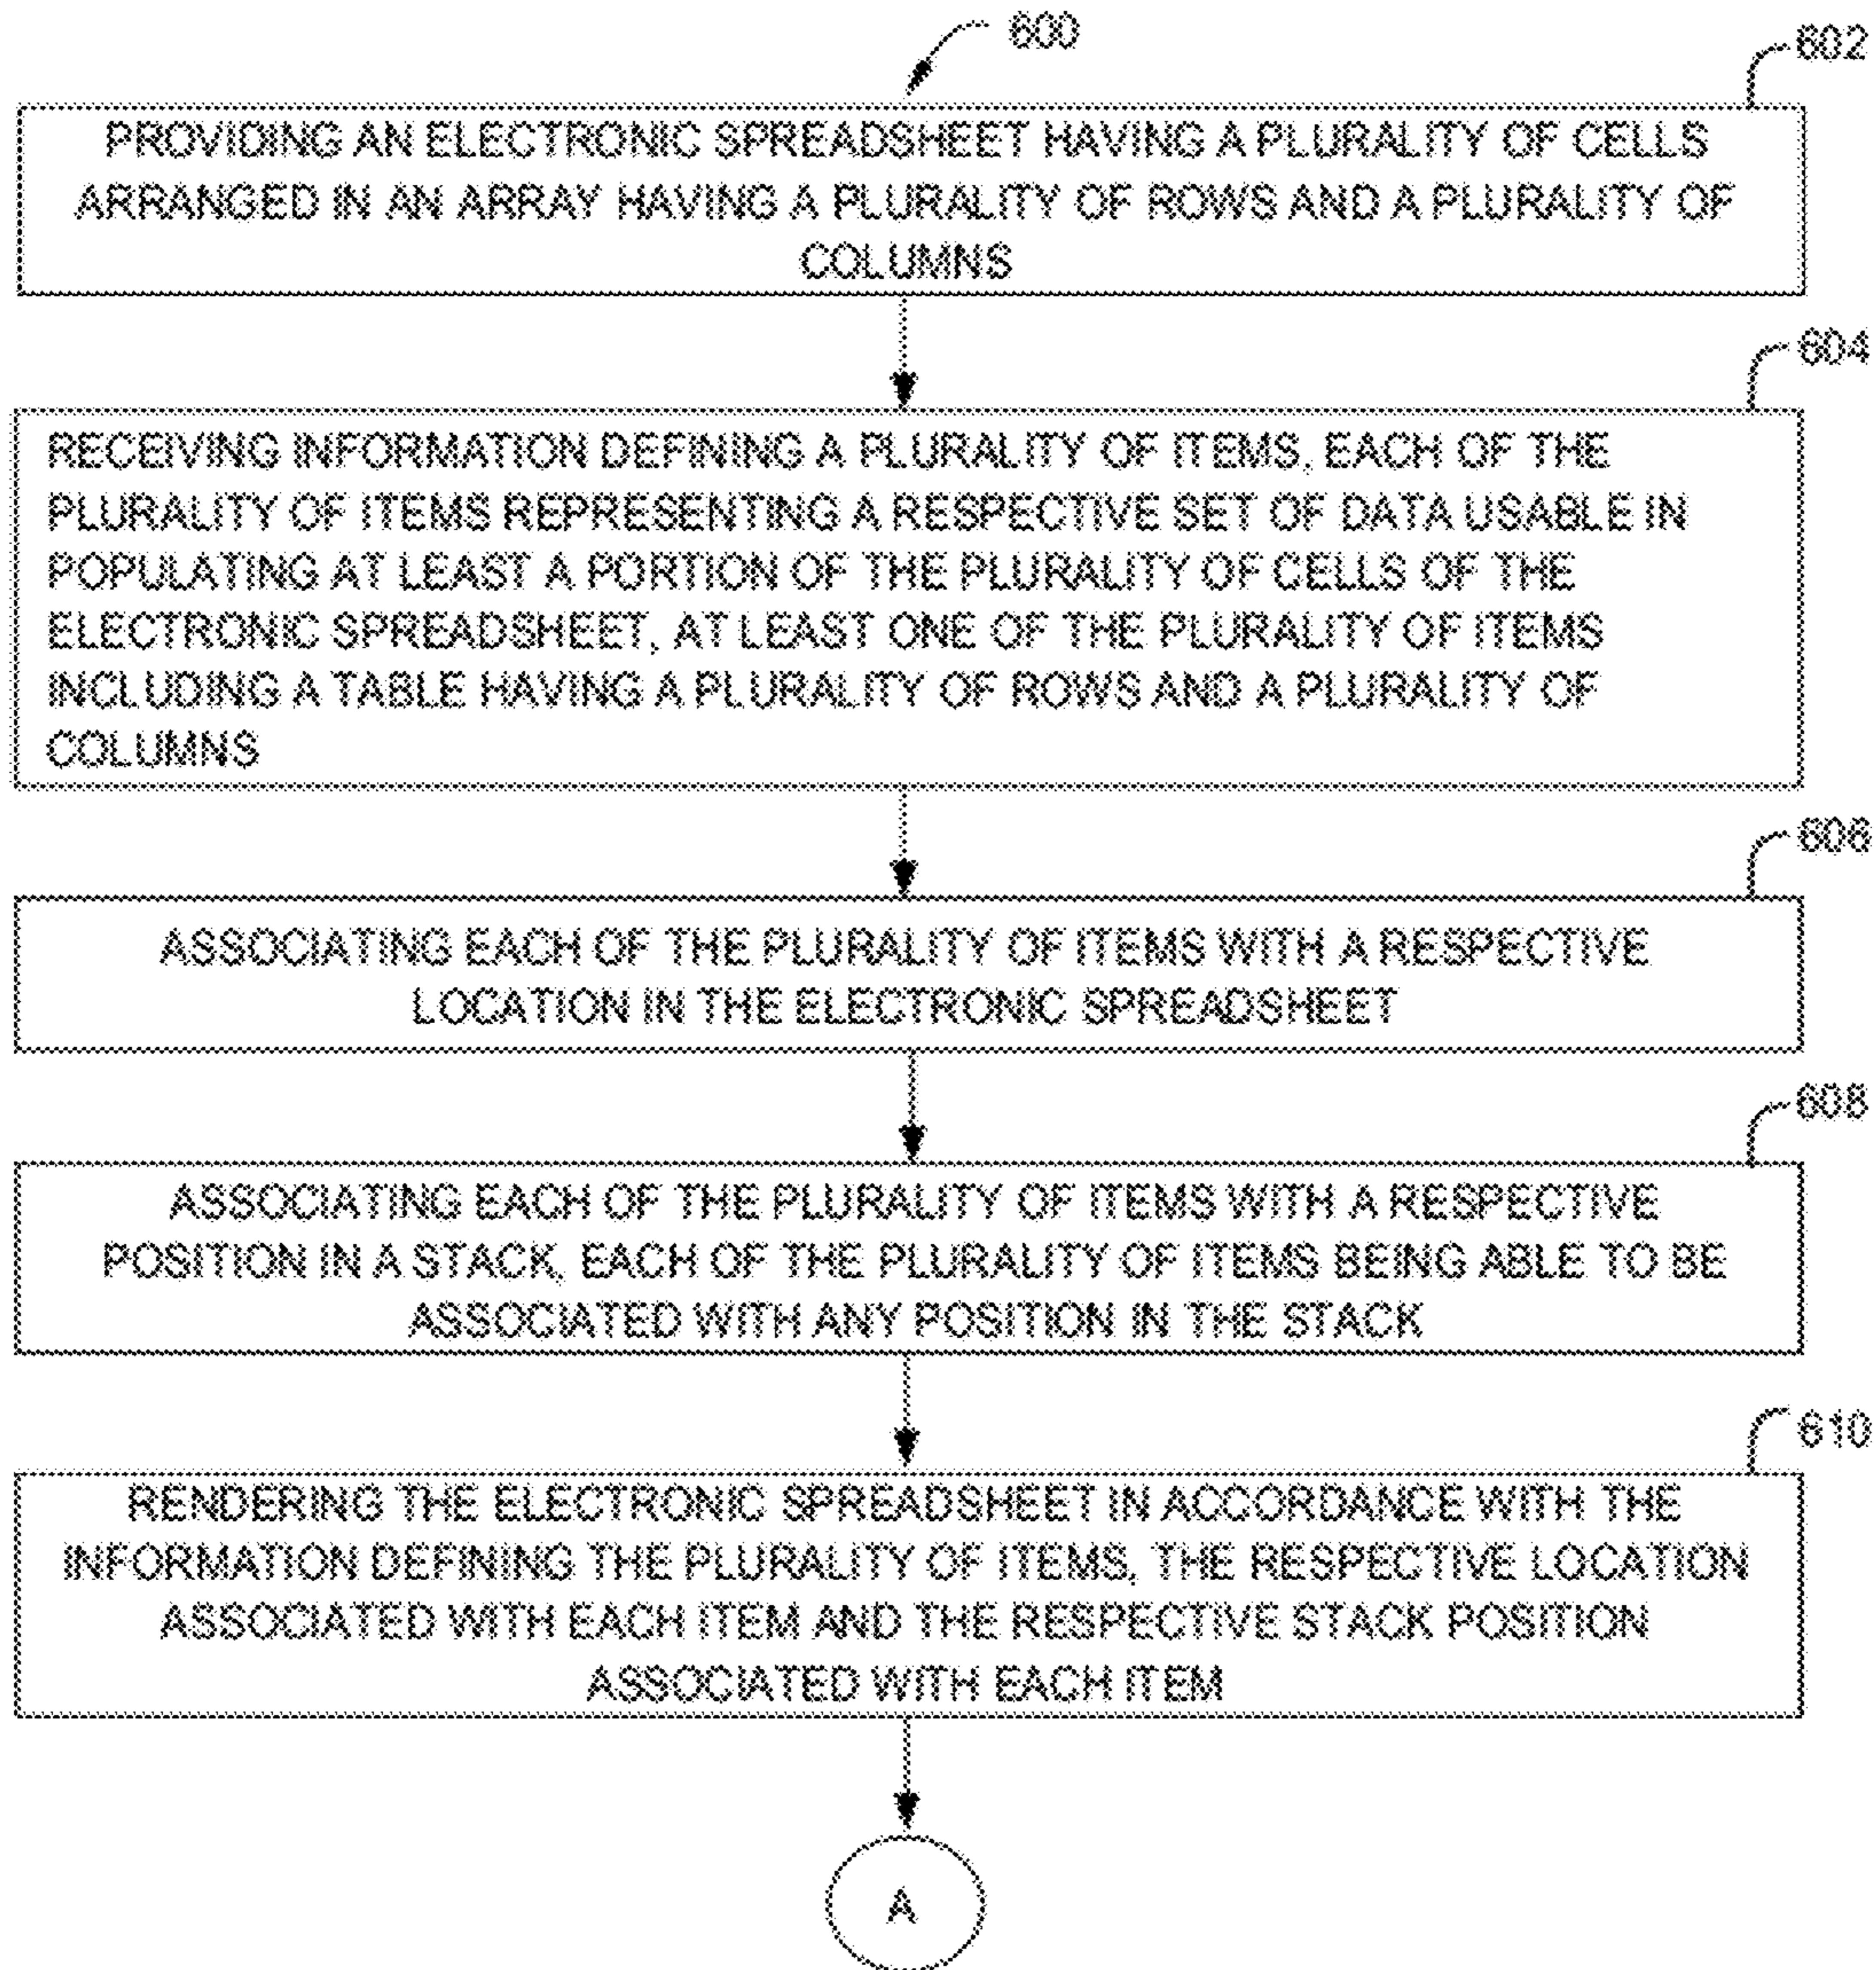 600
602
PROVIDING AN ELECTRONIC SPREADSHEET HAVING A PLURALITY OF CELLS
ARRANGED IN AN ARRAY HAVING A PLURALITY OF ROWS AND A PLURALITY OF
COLUMNS
604
RECEIVING INFORMATION DEFINING A PLURALITY OF ITEMS, EACH OF THE
PLURALITY OF ITEMS REPRESENTING A RESPECTIVE SET OF DATA USABLE IN
POPULATING AT LEAST A PORTION OF THE PLURALITY OF CELLS OF THE
ELECTRONIC SPREADSHEET, AT LEAST ONE OF THE PLURALITY OF ITEMS
INCLUDING A TABLE HAVING A PLURALITY OF ROWS AND A PLURALITY OF
COLUMNS
606
ASSOCIATING EACH OF THE PLURALITY OF ITEMS WITH A RESPECTIVE
LOCATION IN THE ELECTRONIC SPREADSHEET
608
ASSOCIATING EACH OF THE PLURALITY OF ITEMS WITH A RESPECTIVE
POSITION IN A STACK, EACH OF THE PLURALITY OF ITEMS BEING ABLE TO BE
ASSOCIATED WITH ANY POSITION IN THE STACK
610
RENDERING THE ELECTRONIC SPREADSHEET IN ACCORDANCE WITH THE
INFORMATION DEFINING THE PLURALITY OF ITEMS, THE RESPECTIVE LOCATION
ASSOCIATED WITH EACH ITEM AND THE RESPECTIVE STACK POSITION
ASSOCIATED WITH EACH ITEM
A